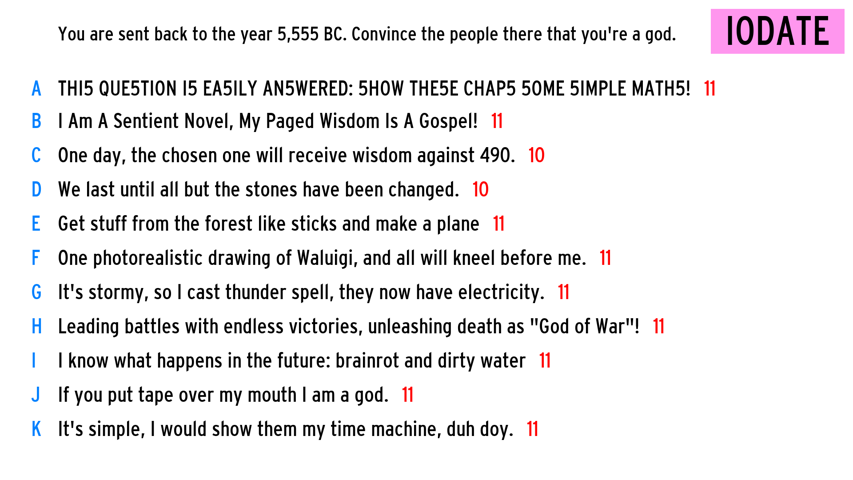 You are sent back to the year 5,555 BC. Convince the people there that you're a god.
IODATE
A THI5 QUE5TION I5 EA5ILY AN5WERED: 5HOW THE5E CHAP5 5OME 5IMPLE MATH5! 11
B I Am A Sentient Novel, My Paged Wisdom Is A Gospel! 11
C One day, the chosen one will receive wisdom against 490. 10
D We last until all but the stones have been changed. 10
E Get stuff from the forest like sticks and make a plane 11
F One photorealistic drawing of Waluigi, and all will kneel before me. 11
G It's stormy, so I cast thunder spell, they now have electricity. 11
H Leading battles with endless victories, unleashing death as "God of War"! 11
I I know what happens in the future: brainrot and dirty water 11
J If you put tape over my mouth I am a god. 11
K It's simple, I would show them my time machine, duh doy. 11